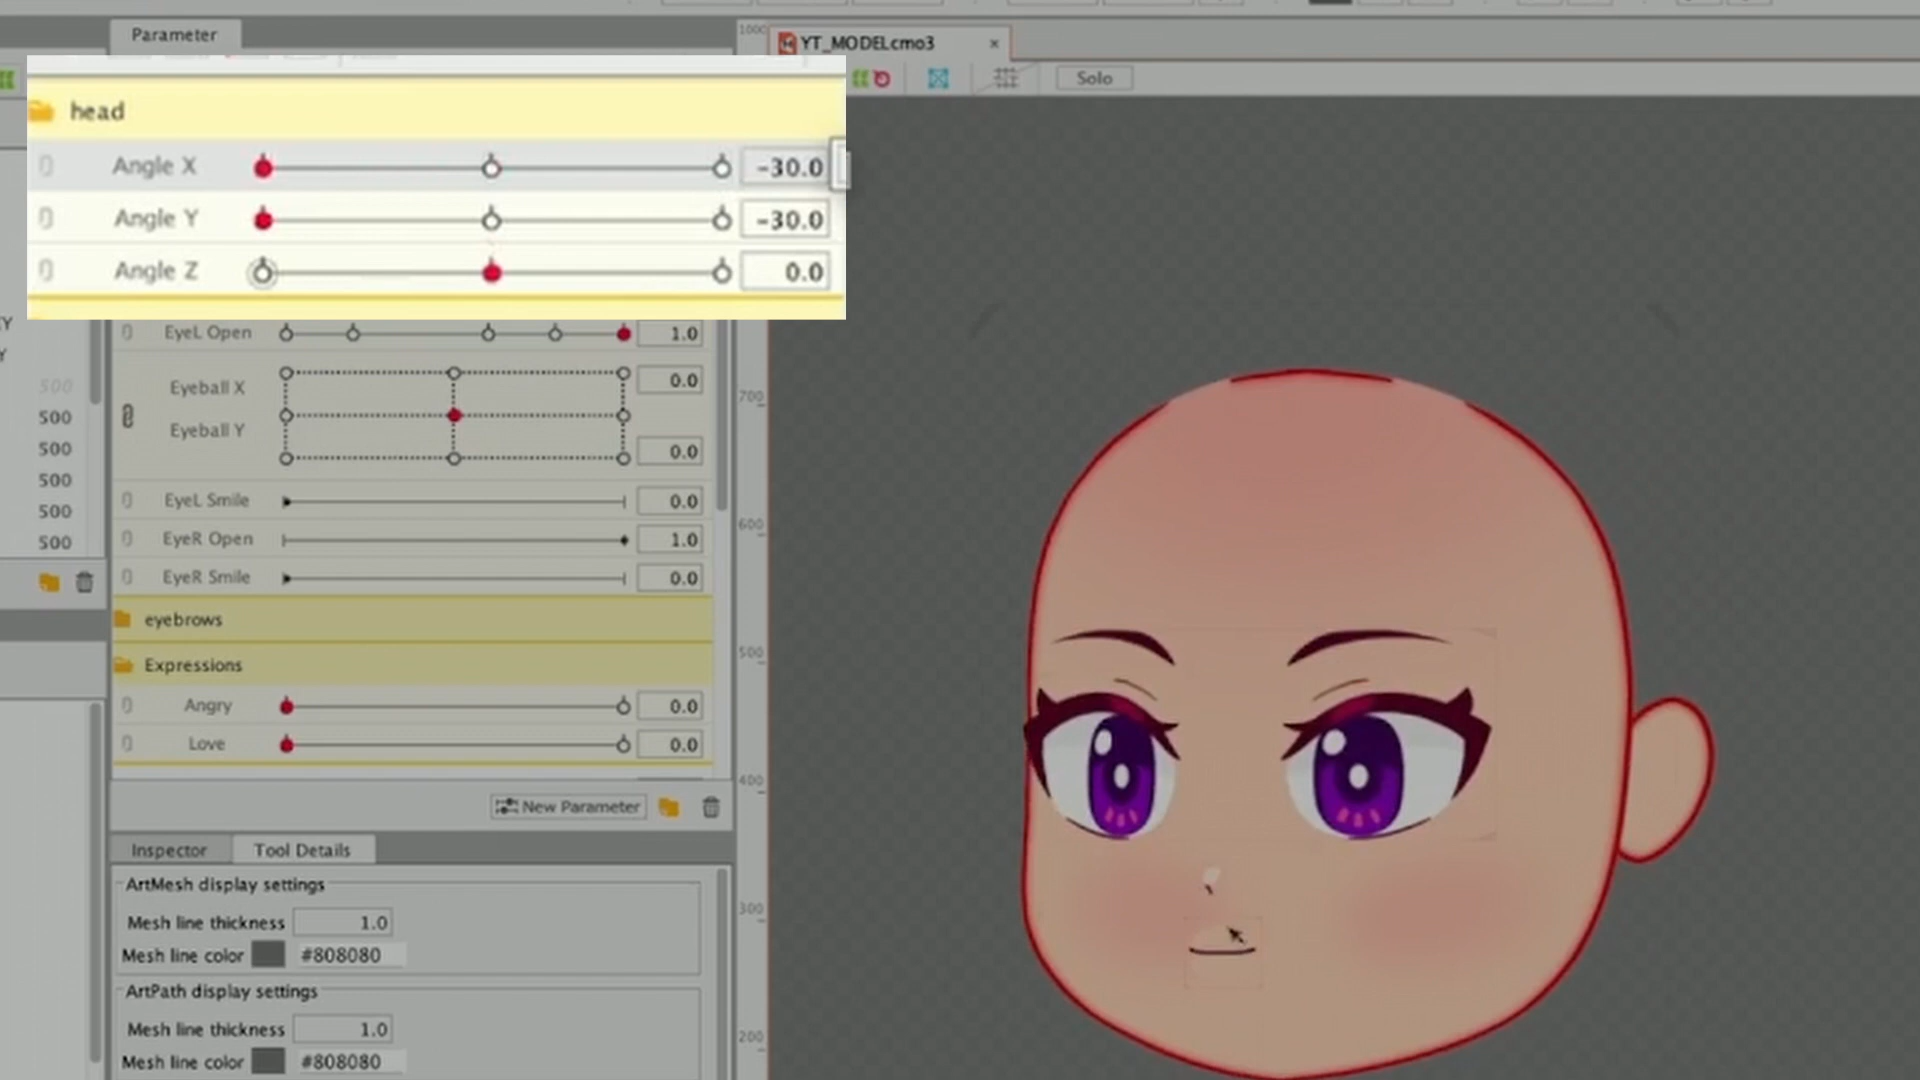 Parameter
1000
YT_MODEL.cmo3
Solo
head
Angle X
-30.0
Angle Y
-30.0
Angle Z
0.0
Y
Y
500
500
500
500
500
500
EyeL Open
1.0
Eyeball X
0.0
Eyeball Y
0.0
EyeL Smile
0.0
EyeR Open
1.0
EyeR Smile
0.0
eyebrows
Expressions
Angry
0.0
Love
0.0
New Parameter
Inspector
Tool Details
ArtMesh display settings
Mesh line thickness
1.0
Mesh line color
#808080
ArtPath display settings
Mesh line thickness
1.0
Mesh line color
#808080
700
600
500
400
300
200